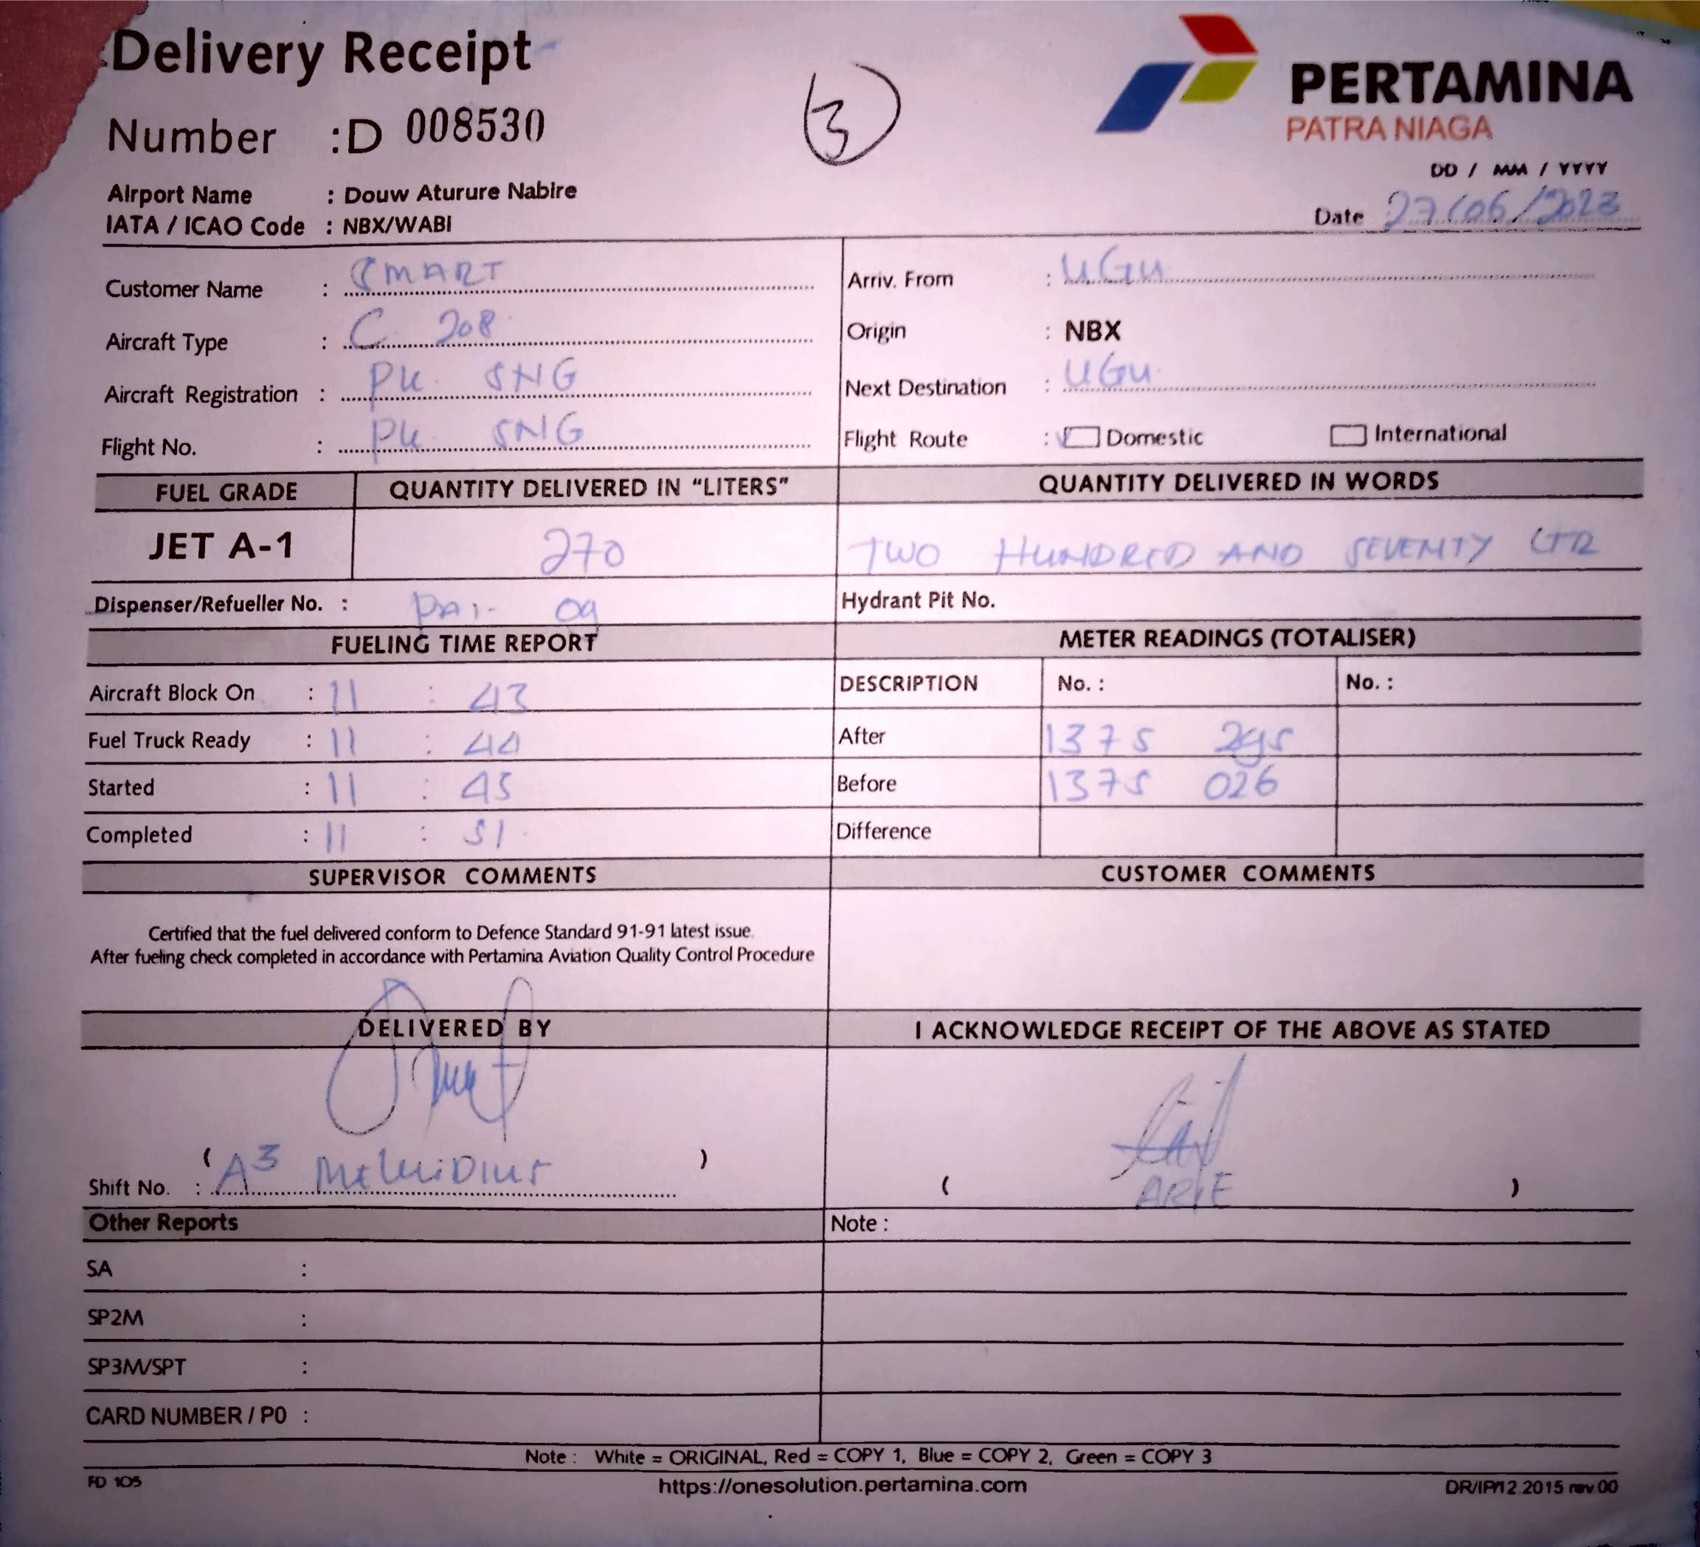 Delivery Receipt
Number :D 008530
3
PERTAMINA
PATRA NIAGA
Airport Name : Douw Aturure Nabire
IATA / ICAO Code : NBX/WABI
DD / MM / YYYY
Date 27/06/2023
Customer Name : SMART
Arriv. From : UGU
Aircraft Type : C 208
Origin : NBX
Aircraft Registration : PK SNG
Next Destination : UGU
Flight No. : PK SNG
Flight Route : Domestic International
FUEL GRADE QUANTITY DELIVERED IN "LITERS" QUANTITY DELIVERED IN WORDS
JET A-1 270 TWO HUNDRED AND SEVENTY LTR
Dispenser/Refueller No. : 09 Hydrant Pit No.
FUELING TIME REPORT METER READINGS (TOTALISER)
Aircraft Block On : 11 : 43 DESCRIPTION No. : No. :
Fuel Truck Ready : 11 : 44 After 1375
Started : 11 : 45 Before 1375 026
Completed : 11 : 51 Difference
SUPERVISOR COMMENTS CUSTOMER COMMENTS
Certified that the fuel delivered conform to Defence Standard 91-91 latest issue.
After fueling check completed in accordance with Pertamina Aviation Quality Control Procedure
DELIVERED BY I ACKNOWLEDGE RECEIPT OF THE ABOVE AS STATED
( )
Shift No. : A3
( ARIE )
Other Reports Note :
SA :
SP2M :
SP3M/SPT :
CARD NUMBER / PO :
Note : White = ORIGINAL, Red = COPY 1, Blue = COPY 2, Green = COPY 3
FD 105 https://onesolution.pertamina.com DR/IP/12.2015 rev.00